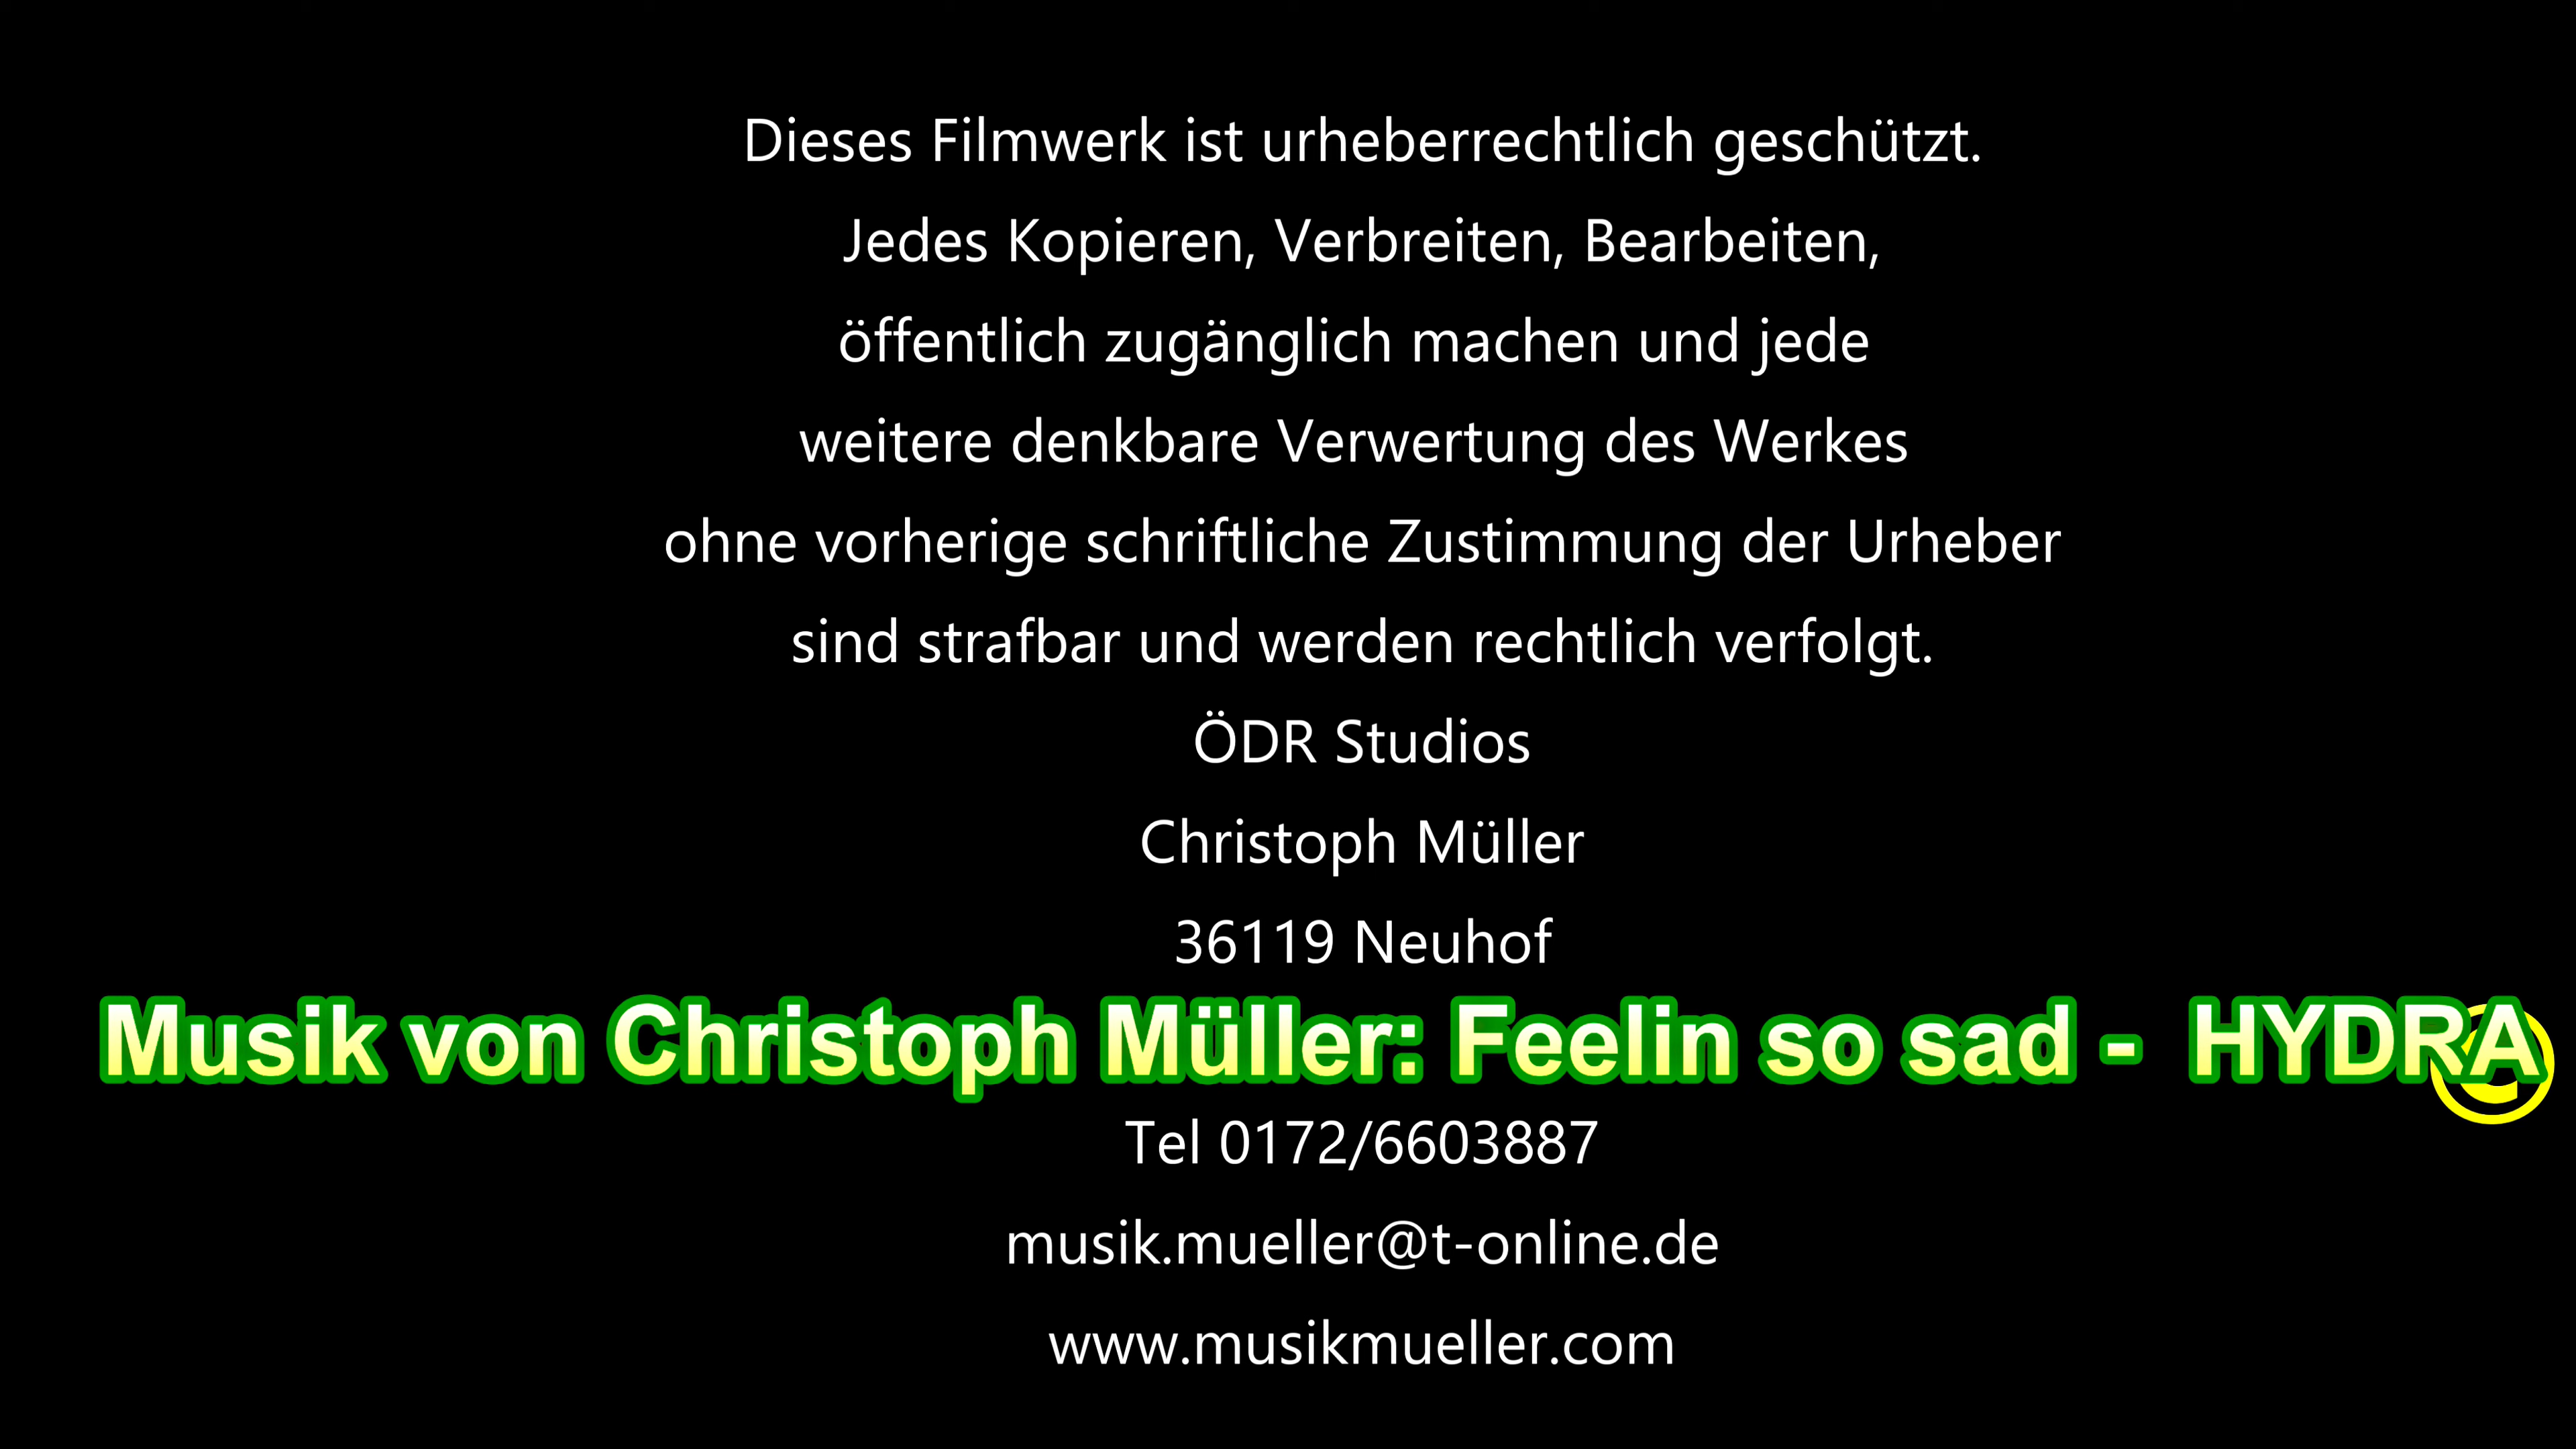 Dieses Filmwerk ist urheberrechtlich geschützt.
Jedes Kopieren, Verbreiten, Bearbeiten,
öffentlich zugänglich machen und jede
weitere denkbare Verwertung des Werkes
ohne vorherige schriftliche Zustimmung der Urheber
sind strafbar und werden rechtlich verfolgt.
ÖDR Studios
Christoph Müller
36119 Neuhof
Musik von Christoph Müller: Feelin so sad - HYDRA
©
Tel 0172/6603887
musik.mueller@t-online.de
www.musikmueller.com